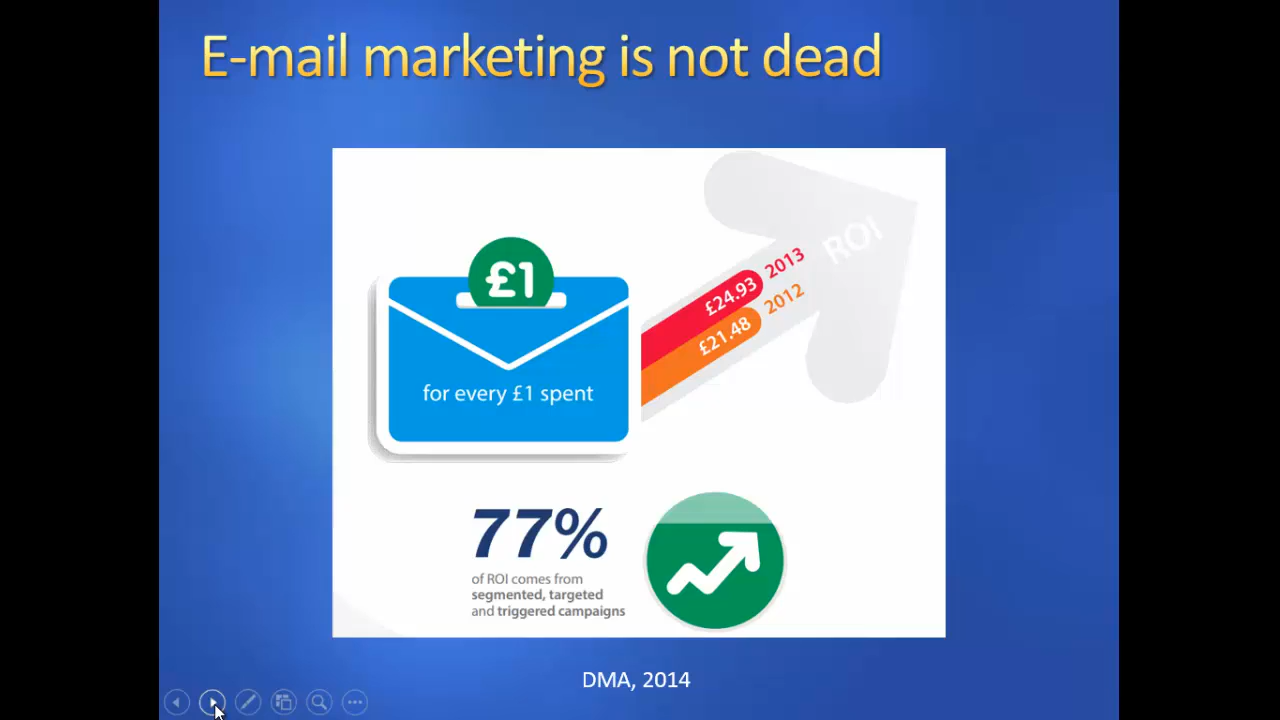 E-mail marketing is not dead
£1
for every £1 spent
ROI
£24.93 2013
£21.48 2012
77%
of ROI comes from
segmented, targeted
and triggered campaigns
DMA, 2014